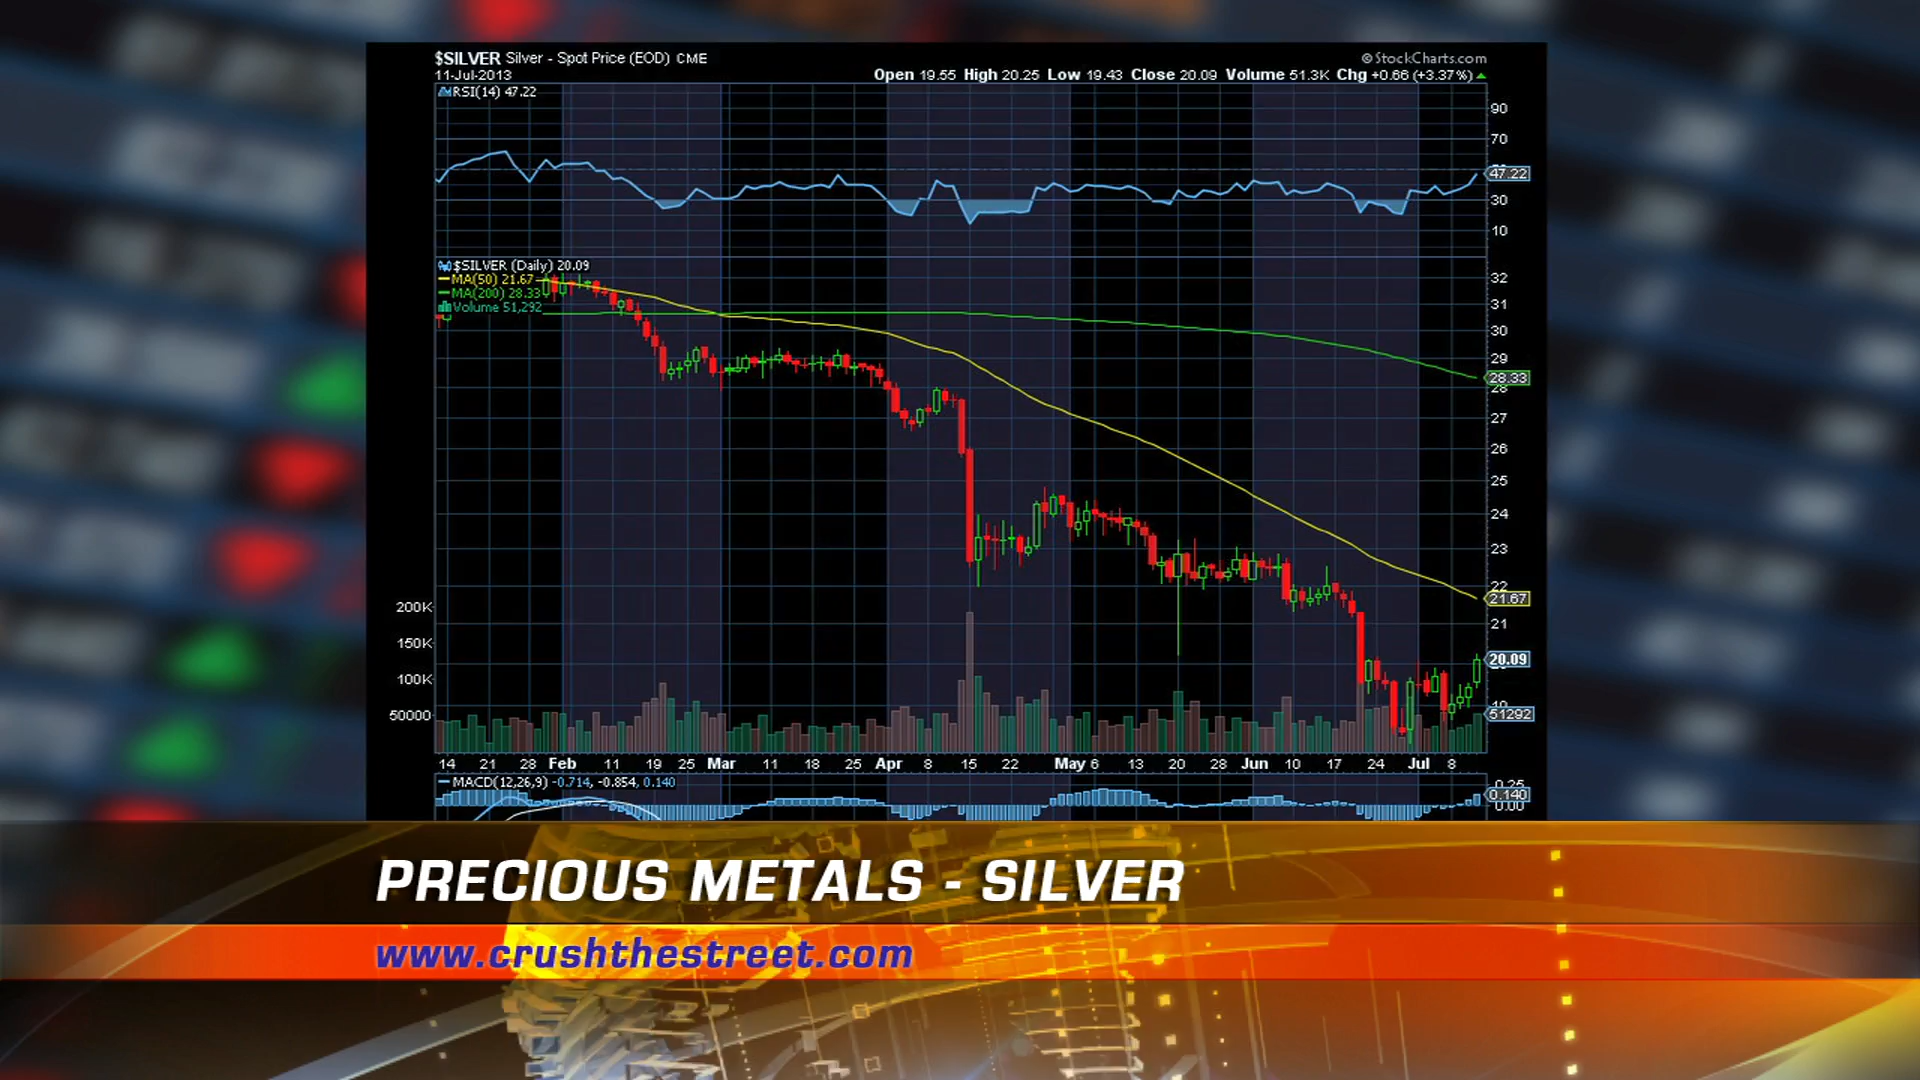 $SILVER Silver - Spot Price (EOD) CME
© StockCharts.com
11-Jul-2013
Open 19.55 High 20.25 Low 19.43 Close 20.09 Volume 51.3K Chg +0.66 (+3.37%)
RSI(14) 47.22
90
70
47.22
30
10
$SILVER (Daily) 20.09
MA(50) 21.67
MA(200) 28.33
Volume 51,292
32
31
30
29
28.33
28
27
26
25
24
23
22
21.67
21
20.09
51292
200K
150K
100K
50000
14 21 28 Feb 11 19 25 Mar 11 18 25 Apr 8 15 22 May 6 13 20 28 Jun 10 17 24 Jul 8
MACD(12,26,9) -0.714, -0.854, 0.140
0.25
0.140
0.00
PRECIOUS METALS - SILVER
www.crushthestreet.com